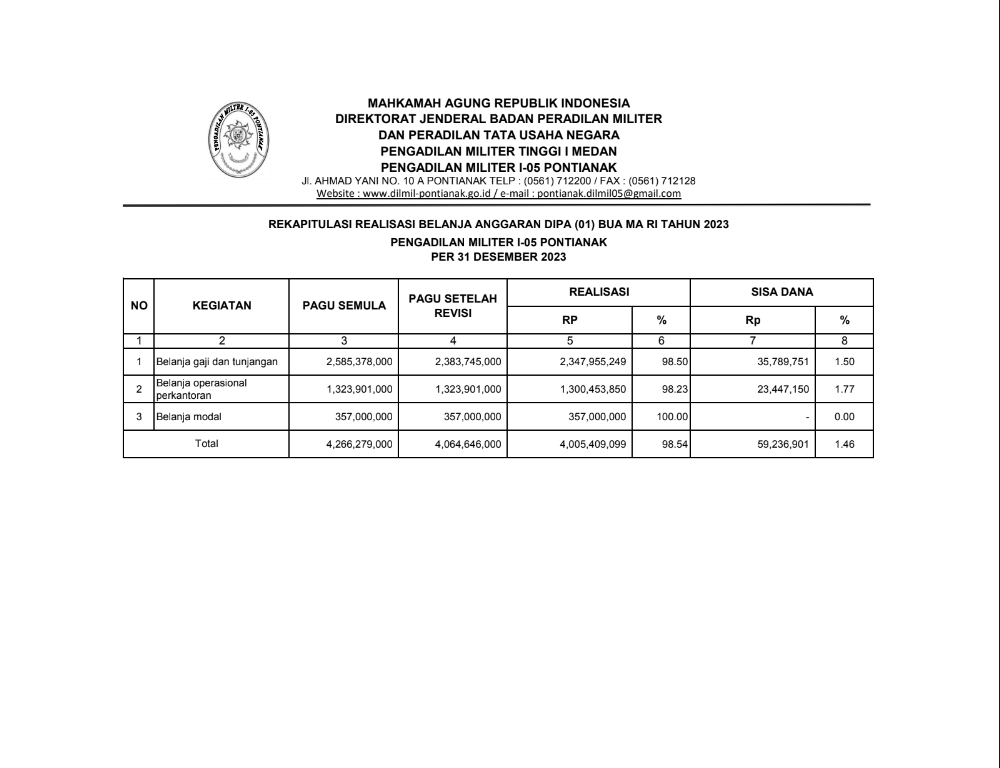 PENGADILAN MILITER I-05 PONTIANAK
MAHKAMAH AGUNG REPUBLIK INDONESIA
DIREKTORAT JENDERAL BADAN PERADILAN MILITER
DAN PERADILAN TATA USAHA NEGARA
PENGADILAN MILITER TINGGI I MEDAN
PENGADILAN MILITER I-05 PONTIANAK
Jl. AHMAD YANI NO. 10 A PONTIANAK TELP : (0561) 712200 / FAX : (0561) 712128
Website : www.dilmil-pontianak.go.id / e-mail : pontianak.dilmil05@gmail.com
REKAPITULASI REALISASI BELANJA ANGGARAN DIPA (01) BUA MA RI TAHUN 2023
PENGADILAN MILITER I-05 PONTIANAK
PER 31 DESEMBER 2023
NO KEGIATAN PAGU SEMULA PAGU SETELAH REVISI REALISASI SISA DANA
RP % Rp %
1 2 3 4 5 6 7 8
1 Belanja gaji dan tunjangan 2,585,378,000 2,383,745,000 2,347,955,249 98.50 35,789,751 1.50
2 Belanja operasional perkantoran 1,323,901,000 1,323,901,000 1,300,453,850 98.23 23,447,150 1.77
3 Belanja modal 357,000,000 357,000,000 357,000,000 100.00 - 0.00
Total 4,266,279,000 4,064,646,000 4,005,409,099 98.54 59,236,901 1.46